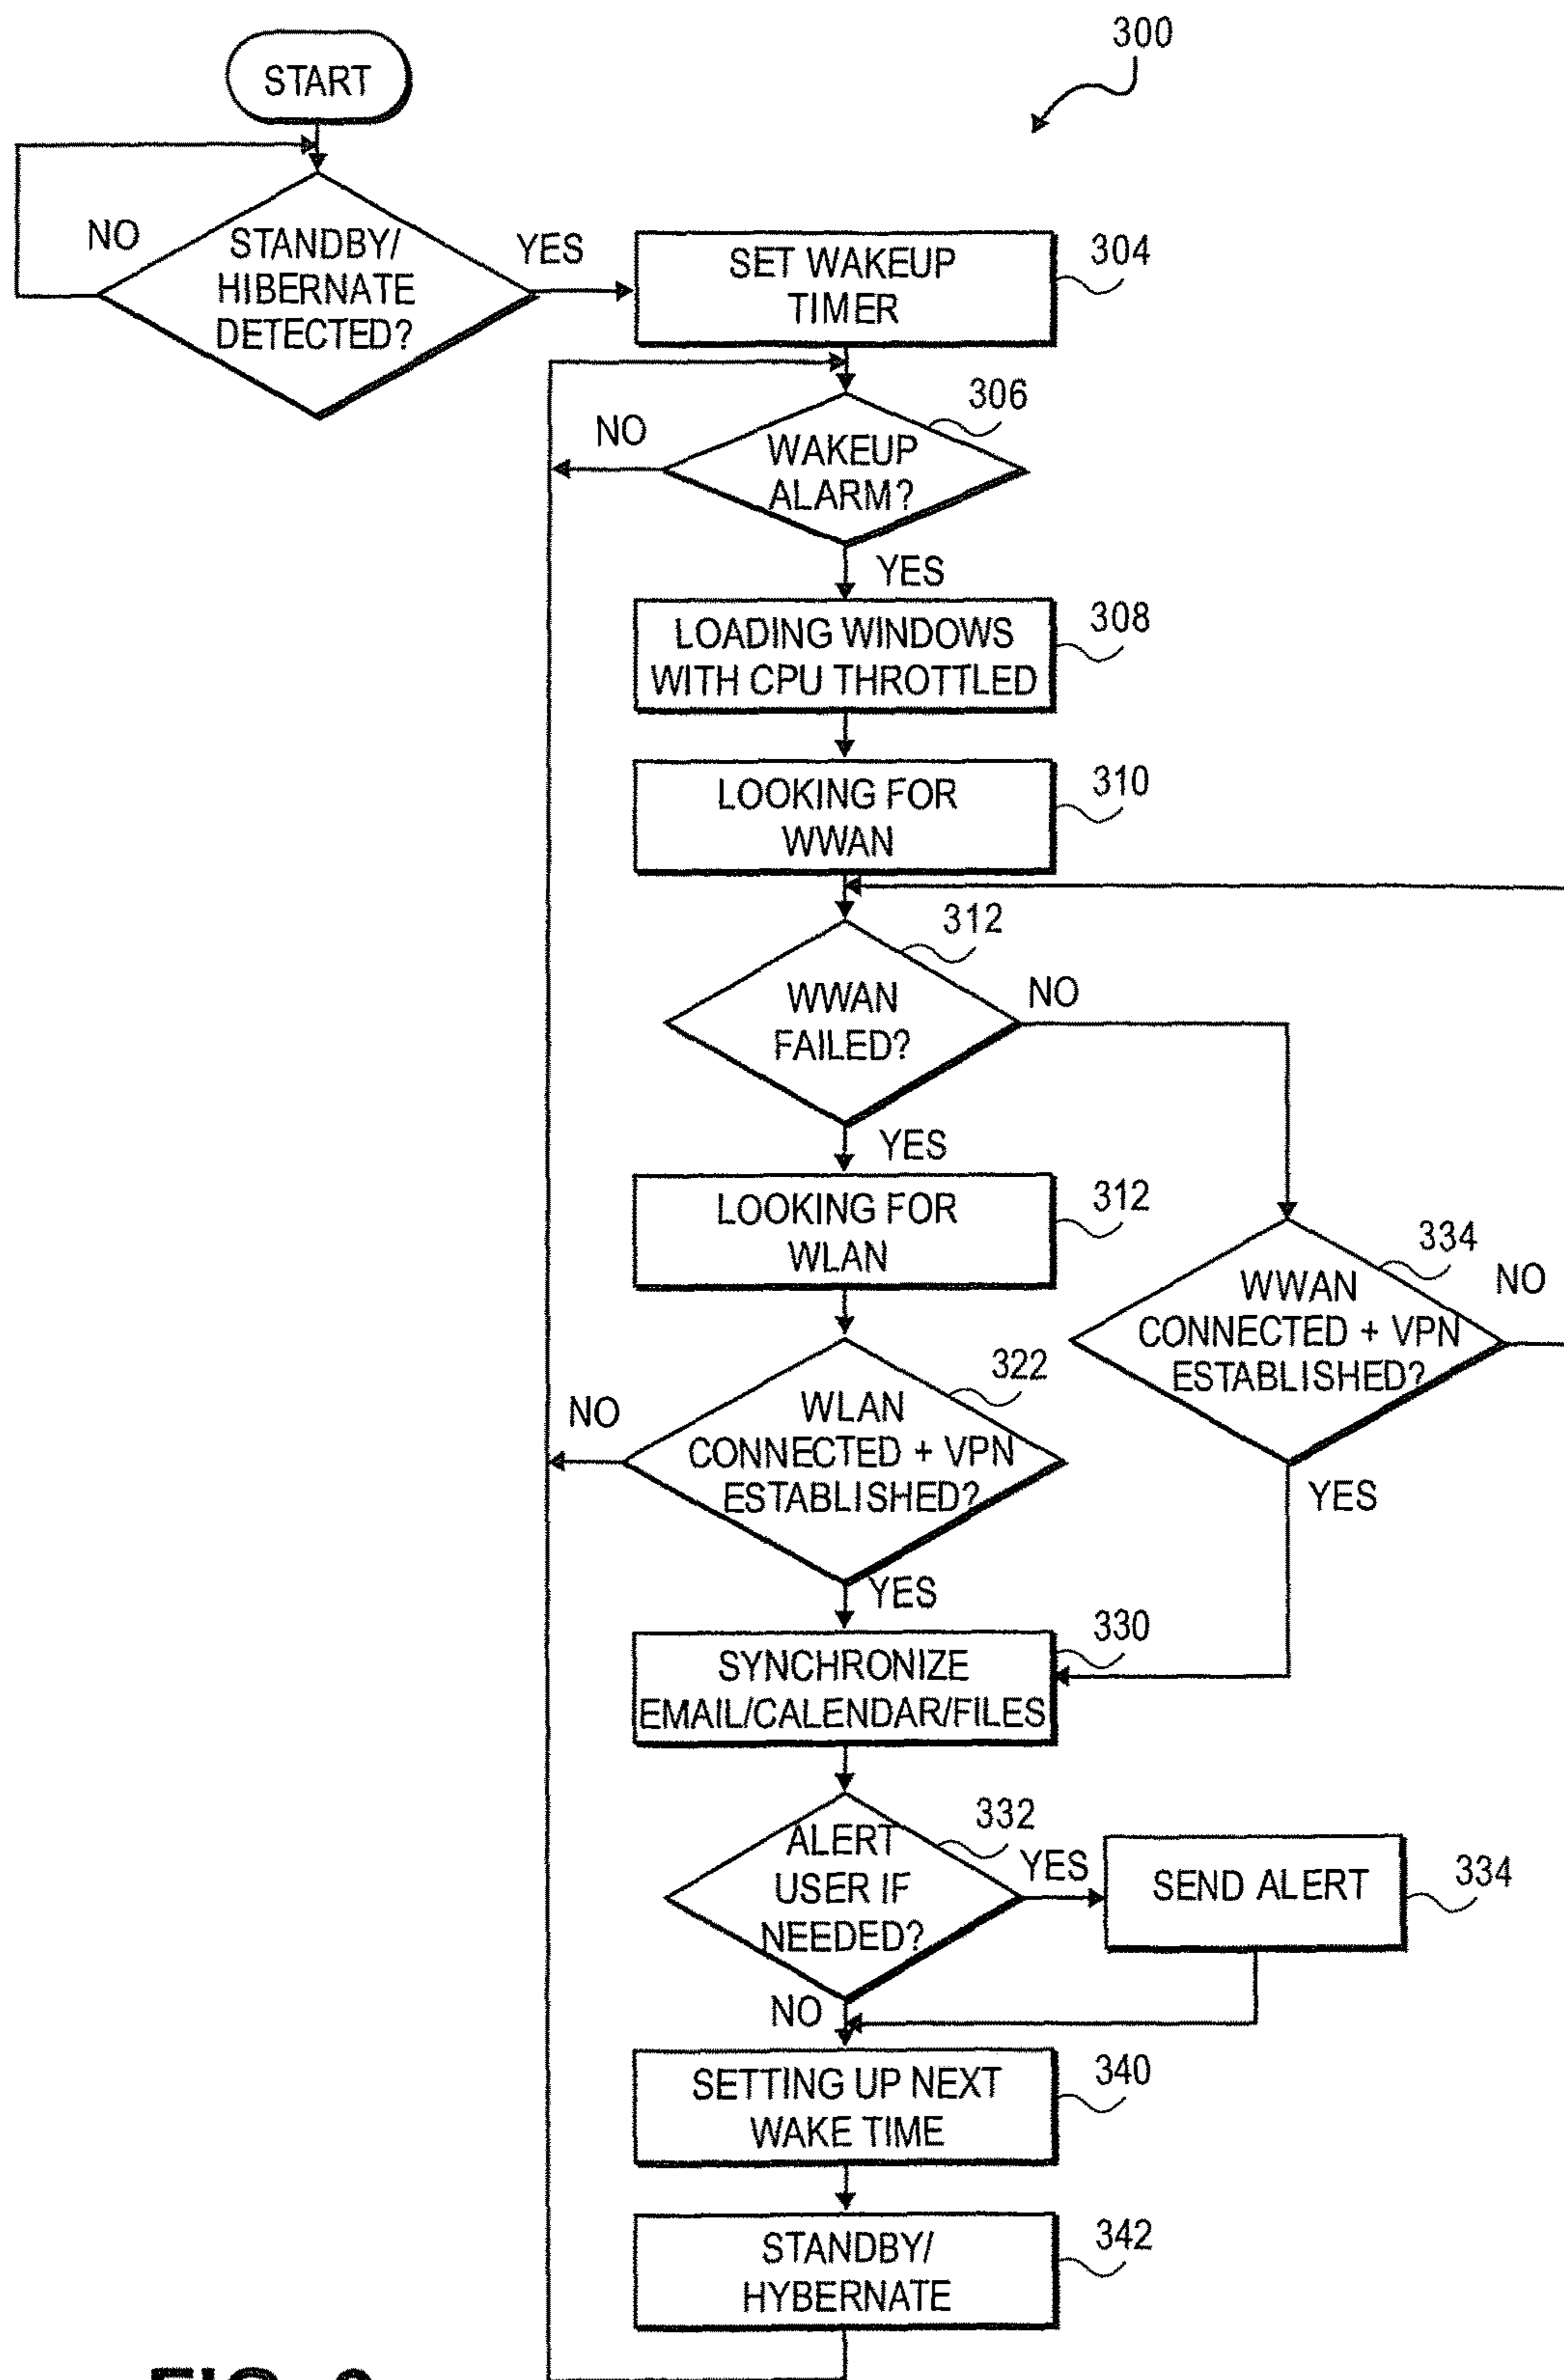 300
START
NO
STANDBY/
HIBERNATE
DETECTED?
YES
SET WAKEUP
TIMER
304
306
NO
WAKEUP
ALARM?
YES
LOADING WINDOWS
WITH CPU THROTTLED
308
LOOKING FOR
WWAN
310
312
WWAN
FAILED?
NO
YES
LOOKING FOR
WLAN
312
334
WWAN
CONNECTED + VPN
ESTABLISHED?
NO
YES
322
NO
WLAN
CONNECTED + VPN
ESTABLISHED?
YES
SYNCHRONIZE
EMAIL/CALENDAR/FILES
330
332
ALERT
USER IF
NEEDED?
YES
SEND ALERT
334
NO
SETTING UP NEXT
WAKE TIME
340
STANDBY/
HYBERNATE
342